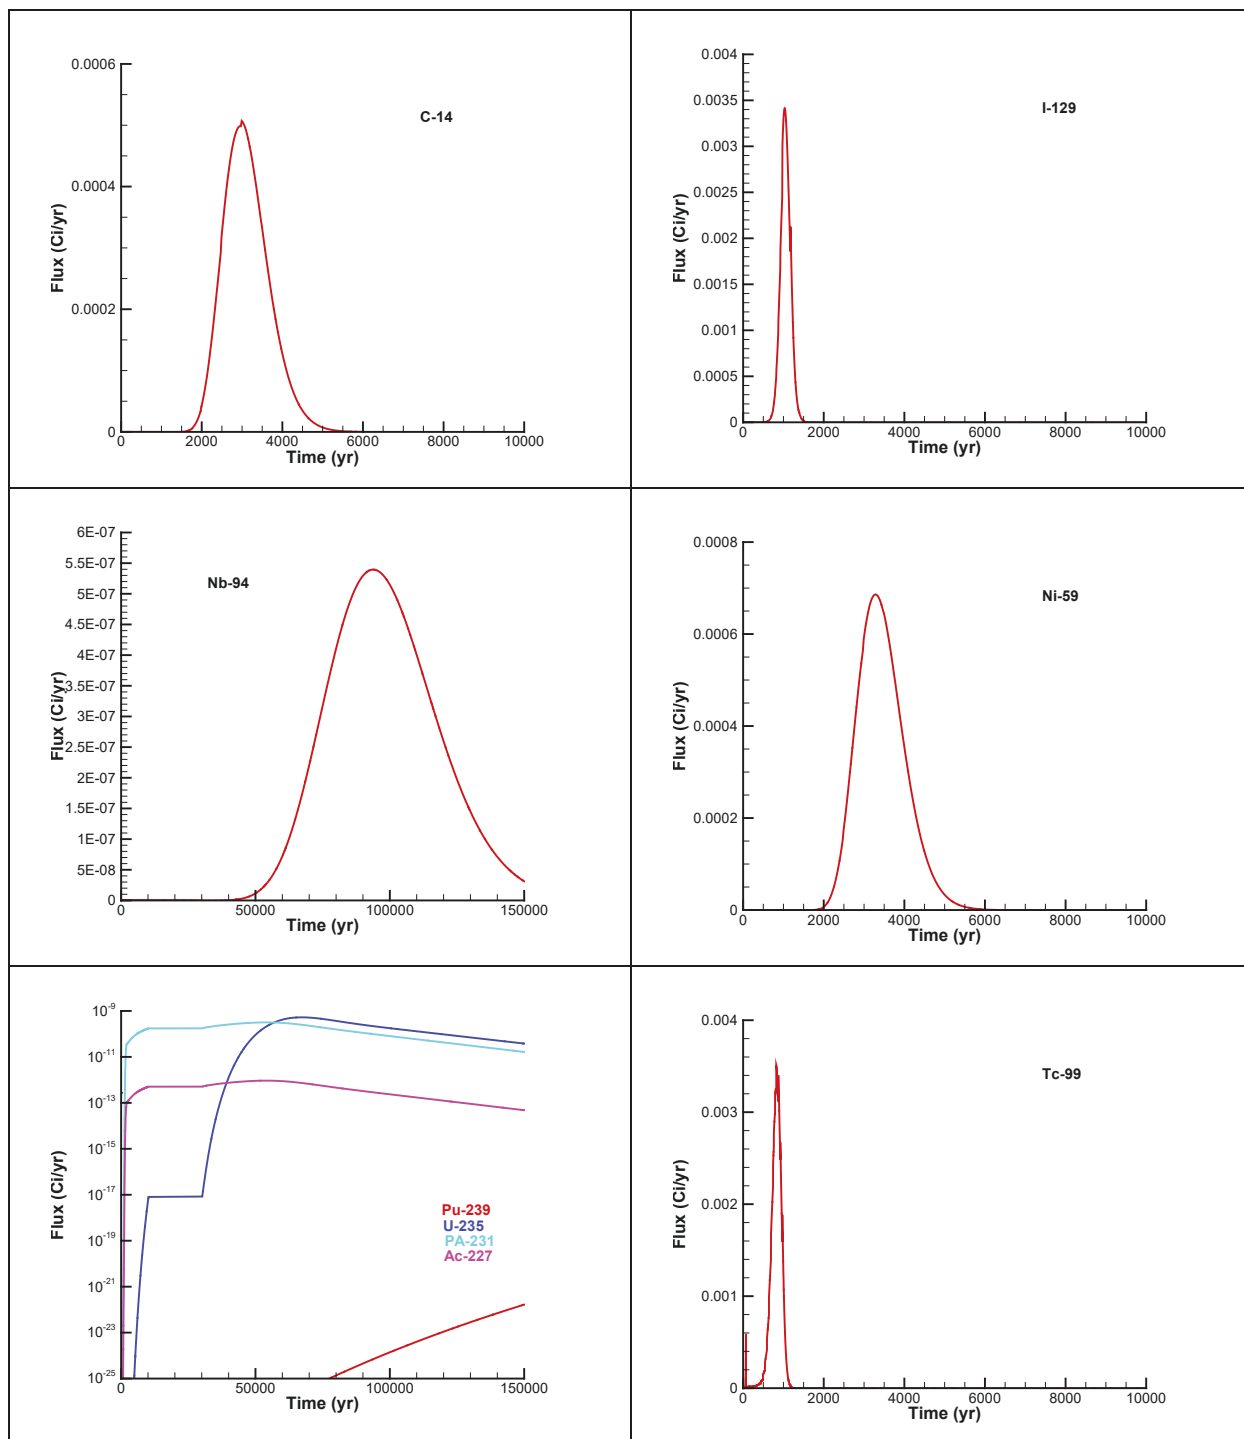 C-14
Flux (Ci/yr)
0.0006
0.0004
0.0002
0
0 2000 4000 6000 8000 10000
Time (yr)
I-129
Flux (Ci/yr)
0.004
0.0035
0.003
0.0025
0.002
0.0015
0.001
0.0005
0
0 2000 4000 6000 8000 10000
Time (yr)
Nb-94
Flux (Ci/yr)
6E-07
5.5E-07
5E-07
4.5E-07
4E-07
3.5E-07
3E-07
2.5E-07
2E-07
1.5E-07
1E-07
5E-08
0
0 50000 100000 150000
Time (yr)
Ni-59
Flux (Ci/yr)
0.0008
0.0006
0.0004
0.0002
0
0 2000 4000 6000 8000 10000
Time (yr)
Flux (Ci/yr)
10⁻⁹
10⁻¹¹
10⁻¹³
10⁻¹⁵
10⁻¹⁷
10⁻¹⁹
10⁻²¹
10⁻²³
10⁻²⁵
Pu-239
U-235
PA-231
Ac-227
0 50000 100000 150000
Time (yr)
Tc-99
Flux (Ci/yr)
0.004
0.003
0.002
0.001
0
0 2000 4000 6000 8000 10000
Time (yr)